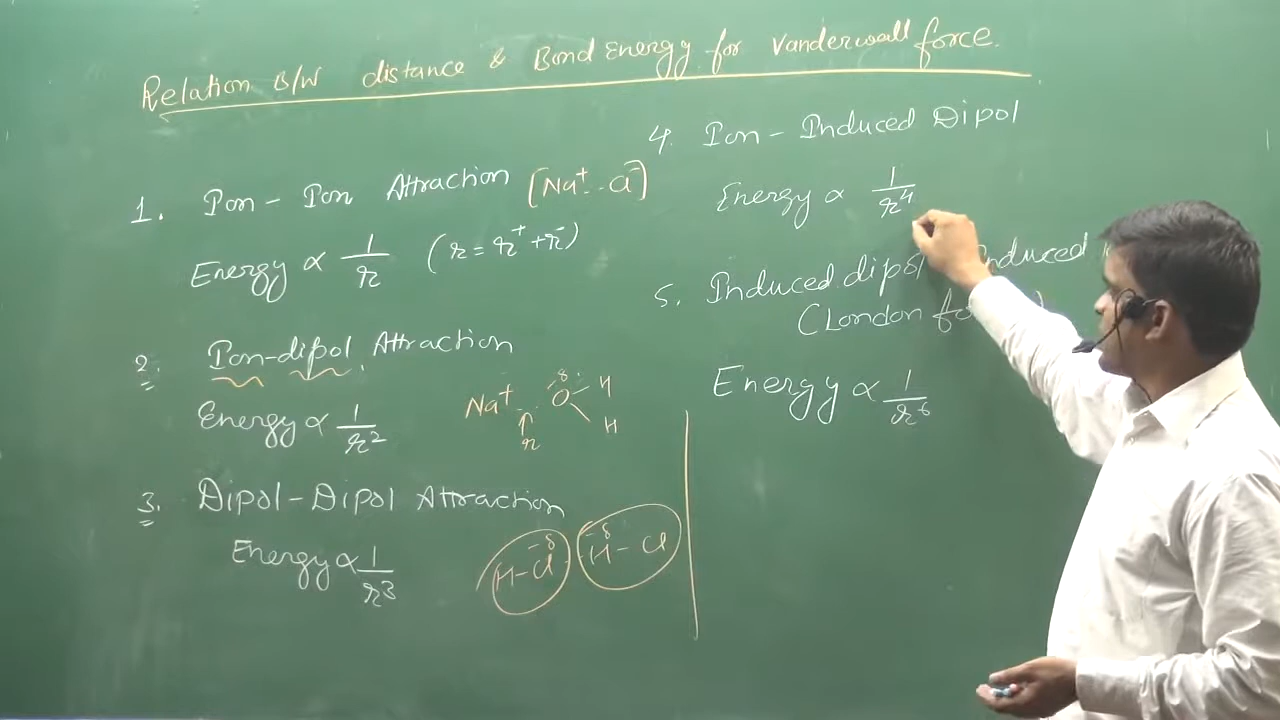 Relation B/W distance & Bond Energy for Vanderwall force.
1. Ion - Ion Attraction [Na+ - Cl-]
Energy ∝ 1/r (r = r+ + r-)
2. Ion-dipol Attraction
Energy ∝ 1/r2
Na+ -δ O H H
r
3. Dipol-Dipol Attraction
Energy ∝ 1/r3
H-Cl -δ
-δ H-Cl
4. Ion - Induced Dipol
Energy ∝ 1/r4
5. Induced dipol Induced
(London
Energy ∝ 1/r6